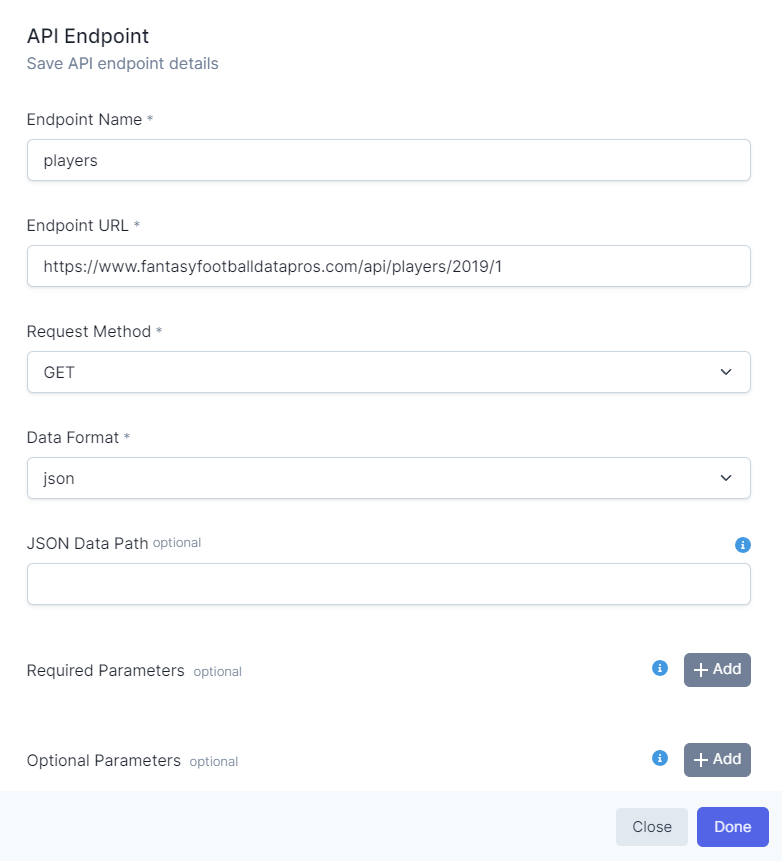 API Endpoint
Save API endpoint details
Endpoint Name *
players
Endpoint URL *
https://www.fantasyfootballdatapros.com/api/players/2019/1
Request Method *
GET
Data Format *
json
JSON Data Path optional
Required Parameters optional
+ Add
Optional Parameters optional
+ Add
Close
Done